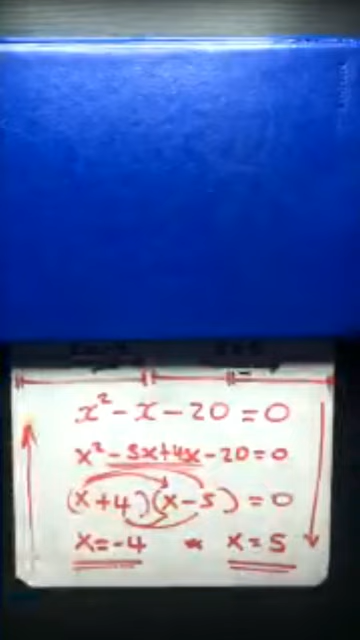 x² - x - 20 = 0
x² - 5x + 4x - 20 = 0
(x + 4)(x - 5) = 0
x = -4 x = 5